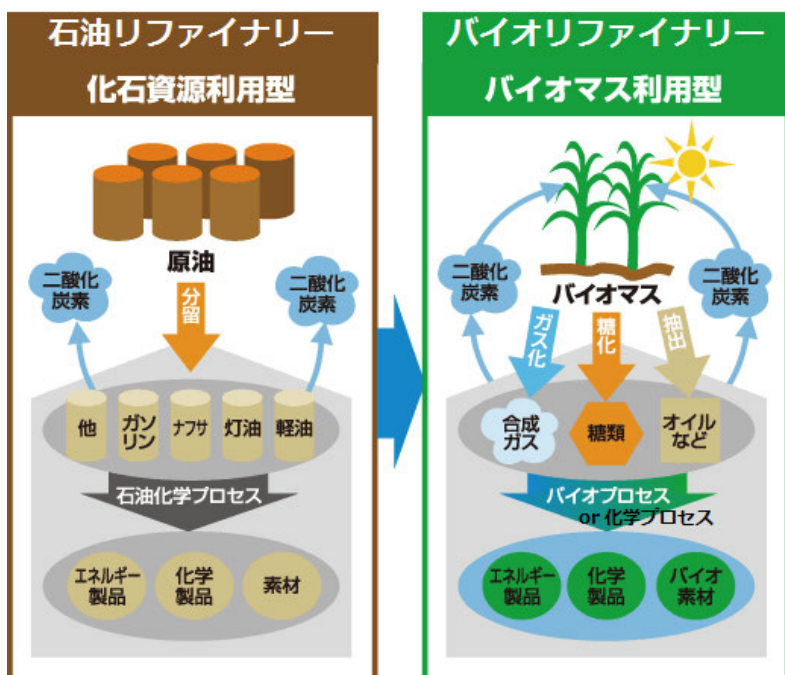 石油リファイナリー
化石資源利用型
原油
二酸化
炭素
二酸化
炭素
分留
他
ガソ
リン
ナフサ
灯油
軽油
石油化学プロセス
エネルギー
製品
化学
製品
素材
バイオリファイナリー
バイオマス利用型
二酸化
炭素
バイオマス
二酸化
炭素
ガス化
糖化
抽出
合成
ガス
糖類
オイル
など
バイオプロセス
or 化学プロセス
エネルギー
製品
化学
製品
バイオ
素材